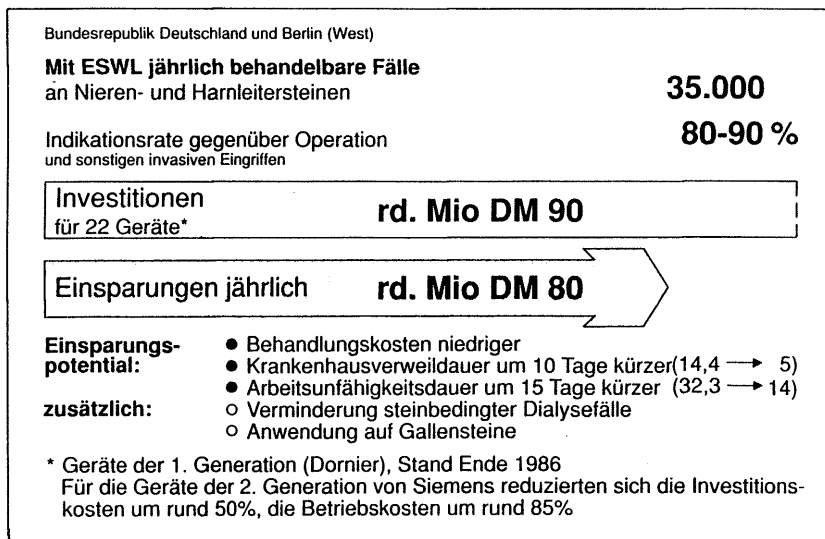 Bundesrepublik Deutschland und Berlin (West)
Mit ESWL jährlich behandelbare Fälle
an Nieren- und Harnleitersteinen 35.000
Indikationsrate gegenüber Operation 80-90 %
und sonstigen invasiven Eingriffen
Investitionen rd. Mio DM 90
für 22 Geräte*
Einsparungen jährlich rd. Mio DM 80
Einsparungs- ● Behandlungskosten niedriger
potential: ● Krankenhausverweildauer um 10 Tage kürzer (14,4 → 5)
● Arbeitsunfähigkeitsdauer um 15 Tage kürzer (32,3 → 14)
zusätzlich: ○ Verminderung steinbedingter Dialysefälle
○ Anwendung auf Gallensteine
* Geräte der 1. Generation (Dornier), Stand Ende 1986
Für die Geräte der 2. Generation von Siemens reduzierten sich die Investitions-
kosten um rund 50%, die Betriebskosten um rund 85%